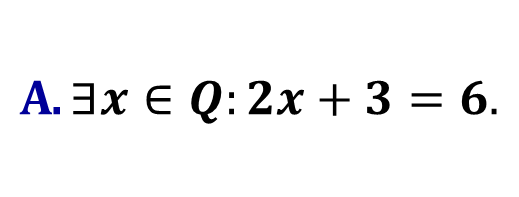 A. ∃x ∈ Q: 2x + 3 = 6.